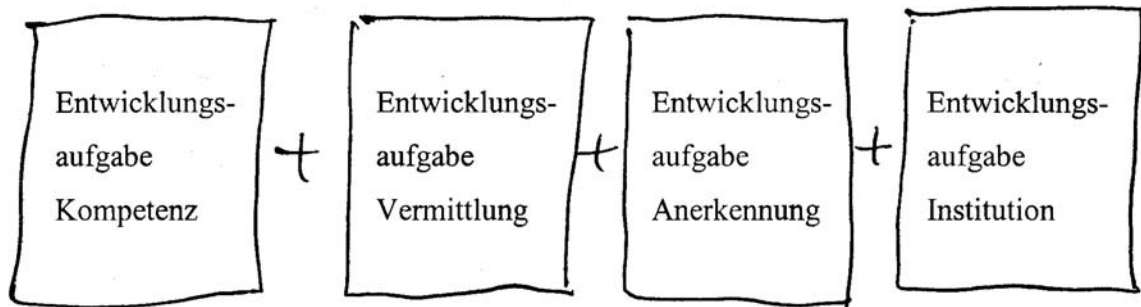 Entwicklungs-
aufgabe
Kompetenz
+
Entwicklungs-
aufgabe
Vermittlung
+
Entwicklungs-
aufgabe
Anerkennung
+
Entwicklungs-
aufgabe
Institution